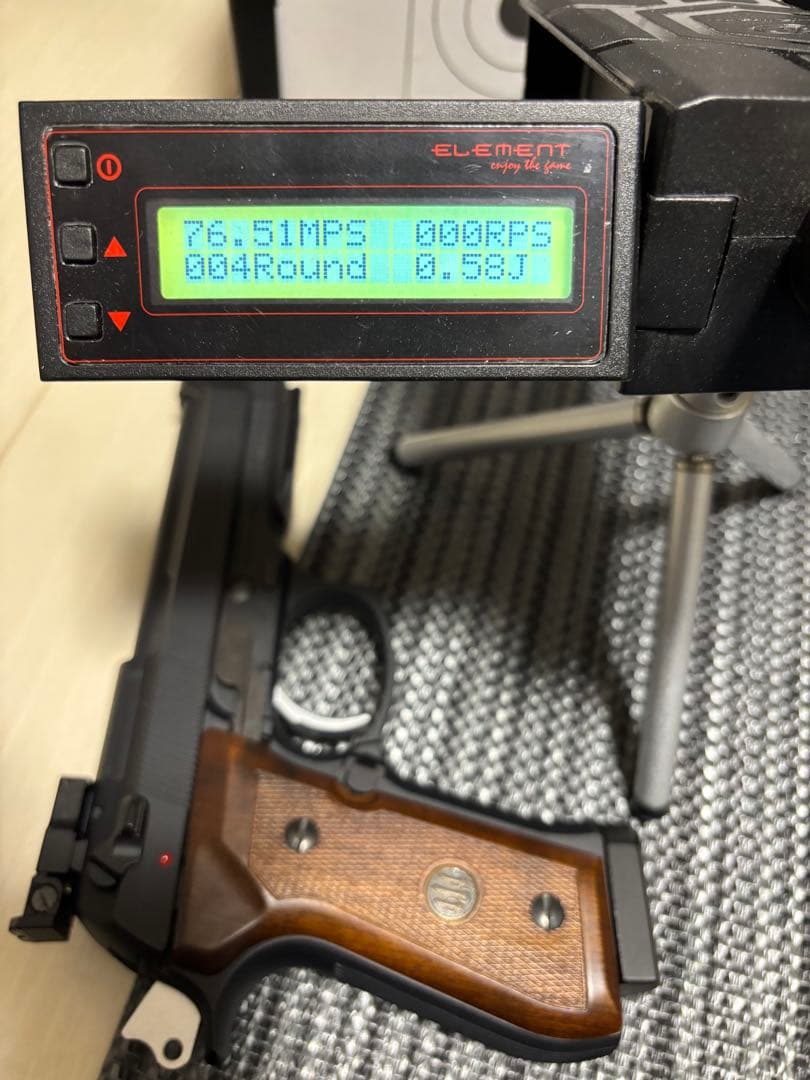 ELEMENT
enjoy the game
76.51MPS 000RPS
004Round 0.58J